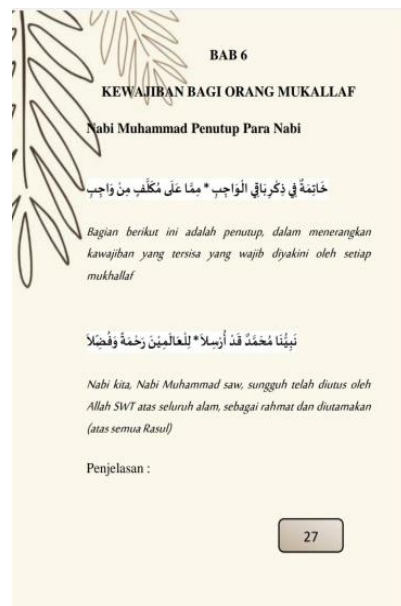 BAB 6
KEWAJIBAN BAGI ORANG MUKALLAF
Nabi Muhammad Penutup Para Nabi
خَاتِمَةٌ فِي ذِكْرِ بَاقِي الْوَاجِبِ * مِمَّا عَلَى مُكَلَّفٍ مِنْ وَاجِبِ
Bagian berikut ini adalah penutup, dalam menerangkan
kewajiban yang tersisa yang wajib diyakini oleh setiap
mukhallaf
نَبِيُّنَا مُحَمَّدٌ قَدْ أُرْسِلاَ * لِلْعَالَمِيْنَ رَحْمَةً وَفُضِّلاَ
Nabi kita, Nabi Muhammad saw, sungguh telah diutus oleh
Allah SWT atas seluruh alam, sebagai rahmat dan diutamakan
(atas semua Rasul)
Penjelasan :
27